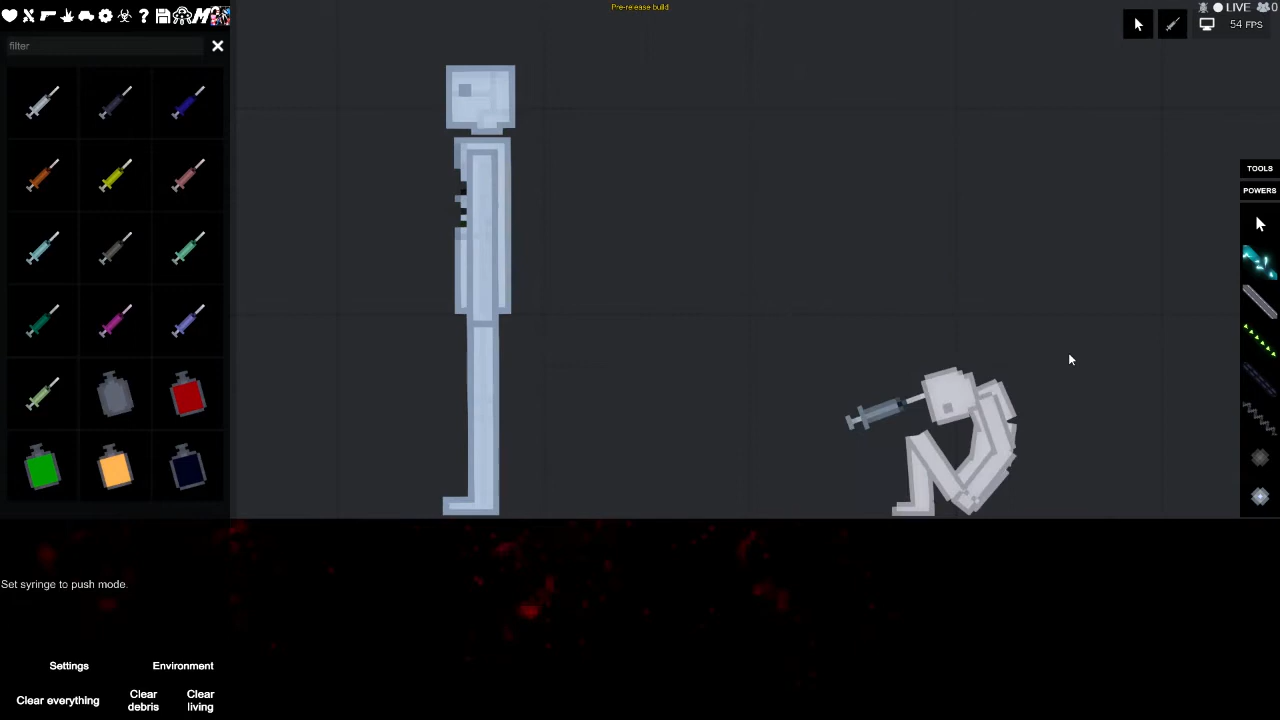 Pre-release build
LIVE
0
54 FPS
filter
TOOLS
POWERS
Set syringe to push mode.
Settings
Environment
Clear everything
Clear debris
Clear living